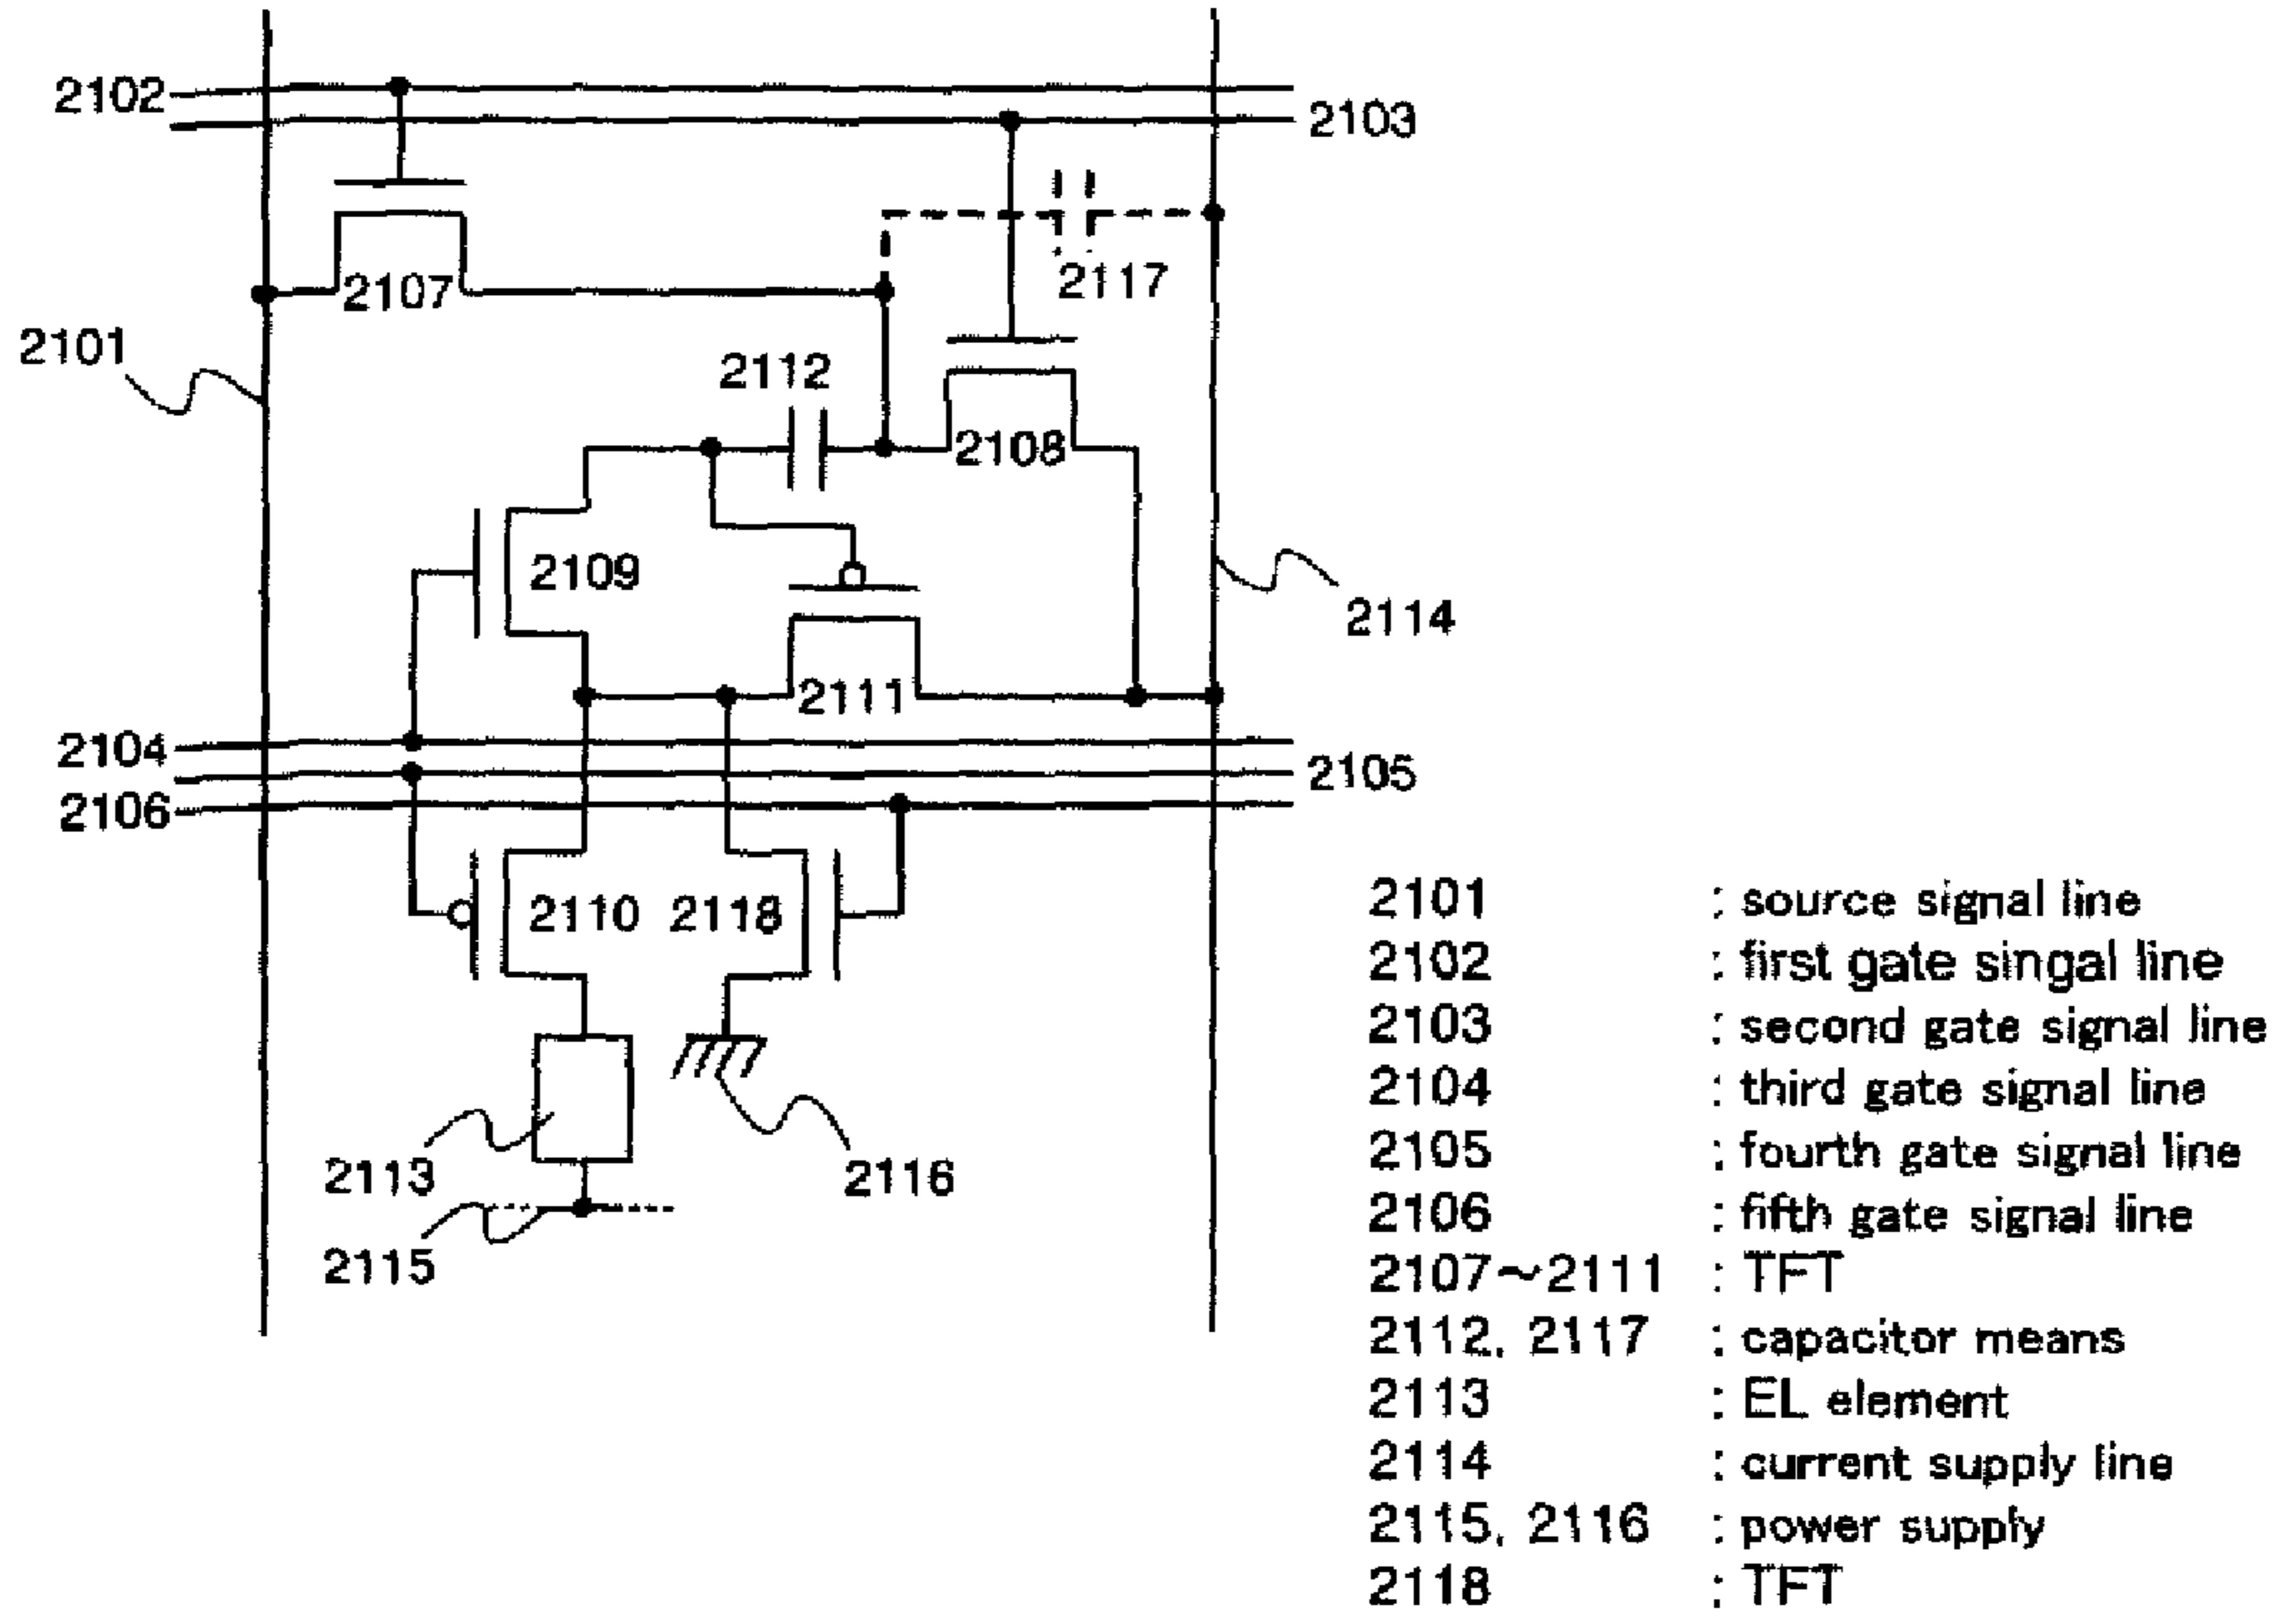 2102
2103
2117
2107
2101
2112
2108
2109
2114
2111
2104
2105
2106
2110 2118
2113
2116
2115
2101 : source signal line
2102 : first gate singal line
2103 : second gate signal line
2104 : third gate signal line
2105 : fourth gate signal line
2106 : fifth gate signal line
2107~2111 : TFT
2112, 2117 : capacitor means
2113 : EL element
2114 : current supply line
2115, 2116 : power supply
2118 : TFT